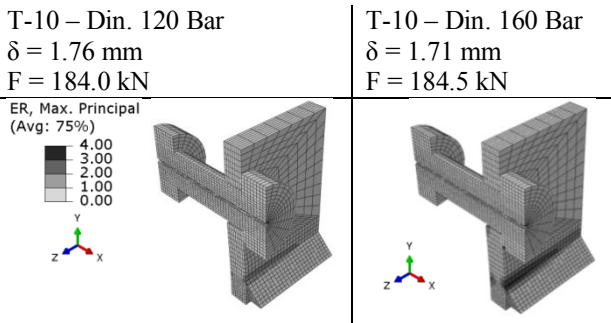 T-10 – Din. 120 Bar
δ = 1.76 mm
F = 184.0 kN
T-10 – Din. 160 Bar
δ = 1.71 mm
F = 184.5 kN
ER, Max. Principal
(Avg: 75%)
4.00
3.00
2.00
1.00
0.00
Y
Z X
Y
Z X